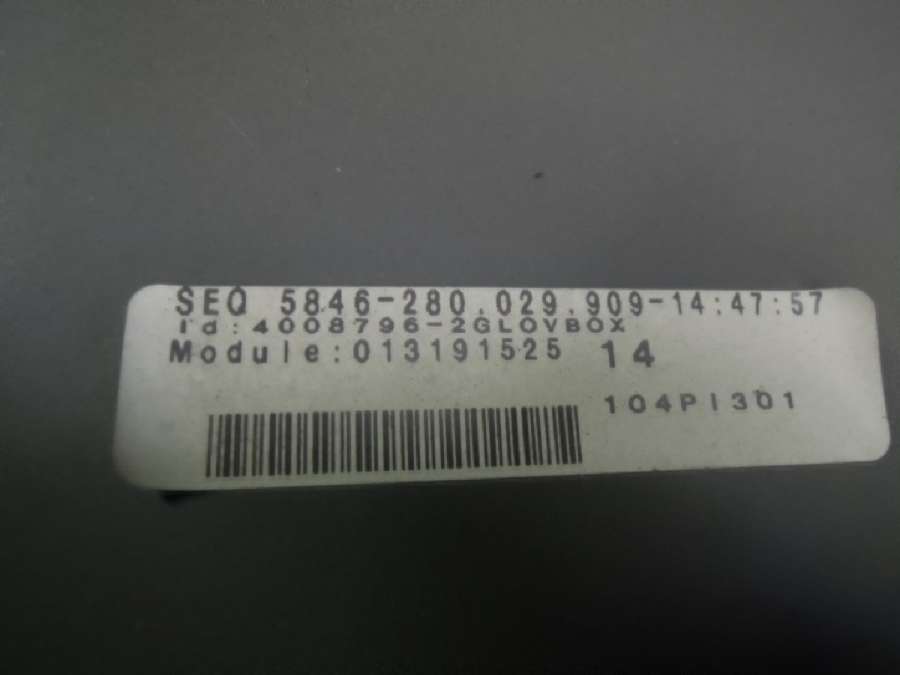 SEQ 5846-280.029.909-14:47:57
Id:4008796-2GLOVBOX
Module:013191525 14
104PI301